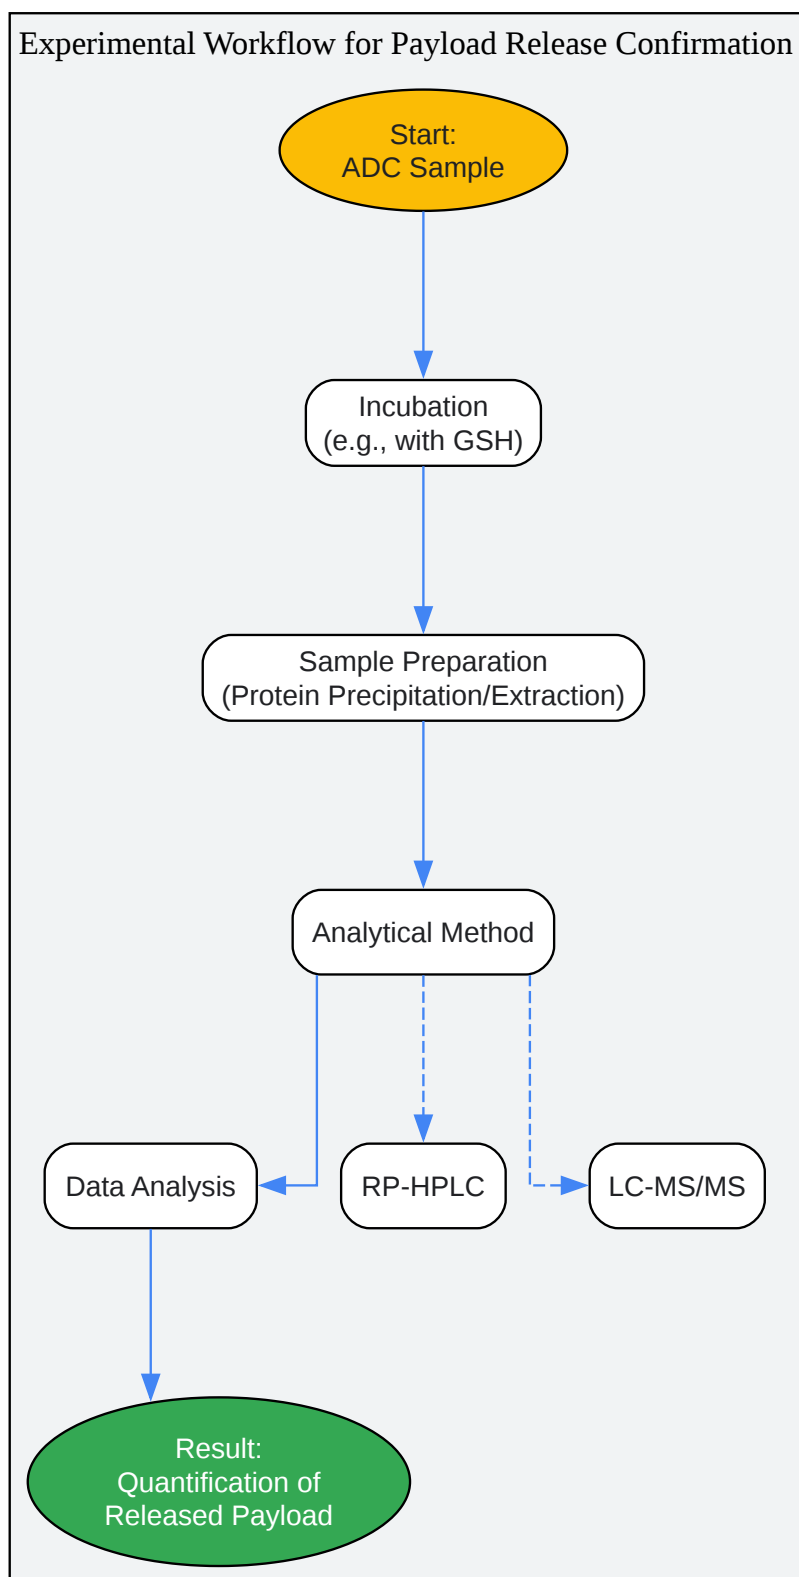 Experimental Workflow for Payload Release Confirmation
Start:
ADC Sample
Incubation
(e.g., with GSH)
Sample Preparation
(Protein Precipitation/Extraction)
Analytical Method
Data Analysis
RP-HPLC
LC-MS/MS
Result:
Quantification of
Released Payload